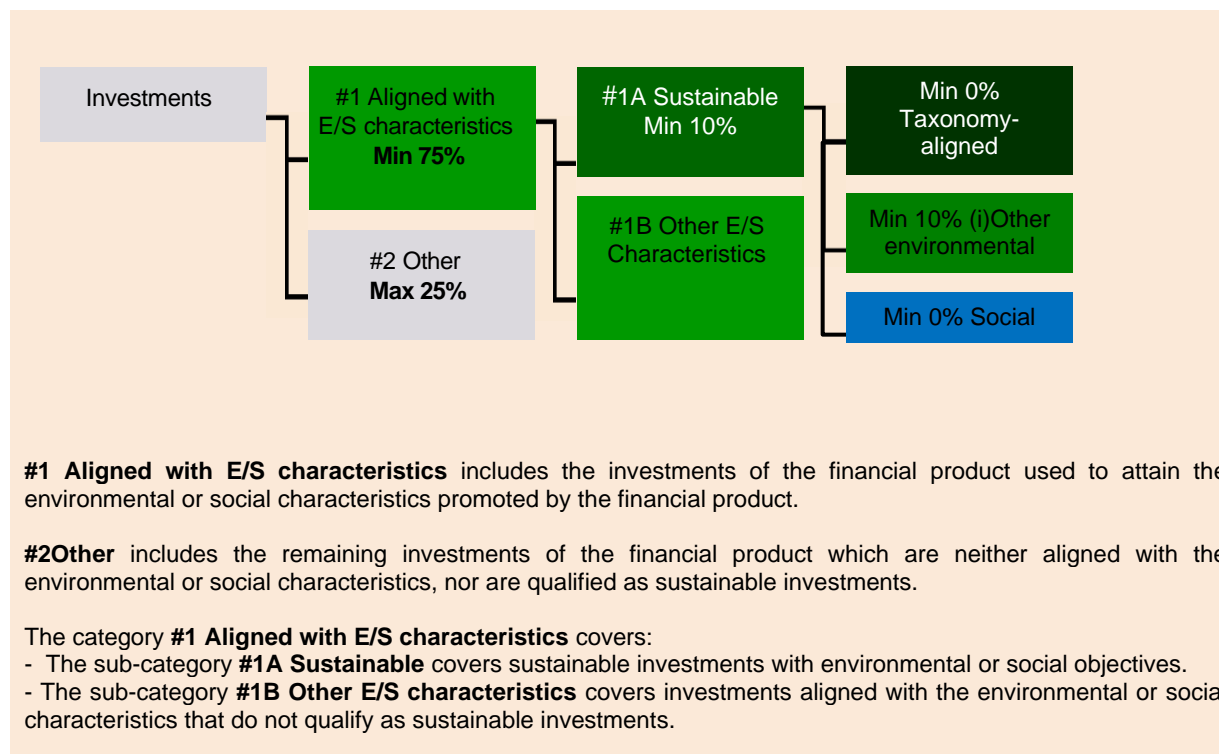 Investments
#1 Aligned with
E/S characteristics
Min 75%
#2 Other
Max 25%
#1A Sustainable
Min 10%
#1B Other E/S
Characteristics
Min 0%
Taxonomy-
aligned
Min 10% (i)Other
environmental
Min 0% Social
#1 Aligned with E/S characteristics includes the investments of the financial product used to attain the
environmental or social characteristics promoted by the financial product.
#2Other includes the remaining investments of the financial product which are neither aligned with the
environmental or social characteristics, nor are qualified as sustainable investments.
The category #1 Aligned with E/S characteristics covers:
- The sub-category #1A Sustainable covers sustainable investments with environmental or social objectives.
- The sub-category #1B Other E/S characteristics covers investments aligned with the environmental or social
characteristics that do not qualify as sustainable investments.